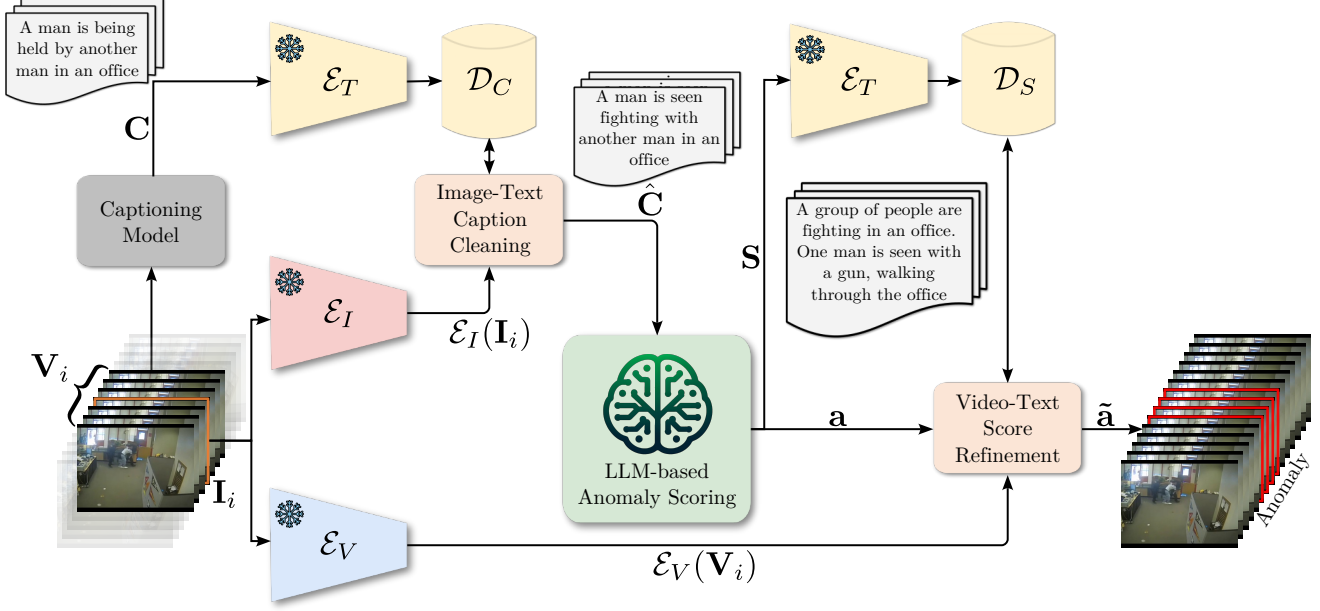 A man is being
held by another
man in an office
C
Captioning
Model
V_i
I_i
ℰ_T
𝒟_C
Image-Text
Caption
Cleaning
ℰ_I
ℰ_I(I_i)
ℰ_V
ℰ_V(V_i)
A man is seen
fighting with
another man in an
office
Ĉ
LLM-based
Anomaly Scoring
S
a
ℰ_T
𝒟_S
A group of people are
fighting in an office.
One man is seen with
a gun, walking
through the office
Video-Text
Score
Refinement
ã
Anomaly